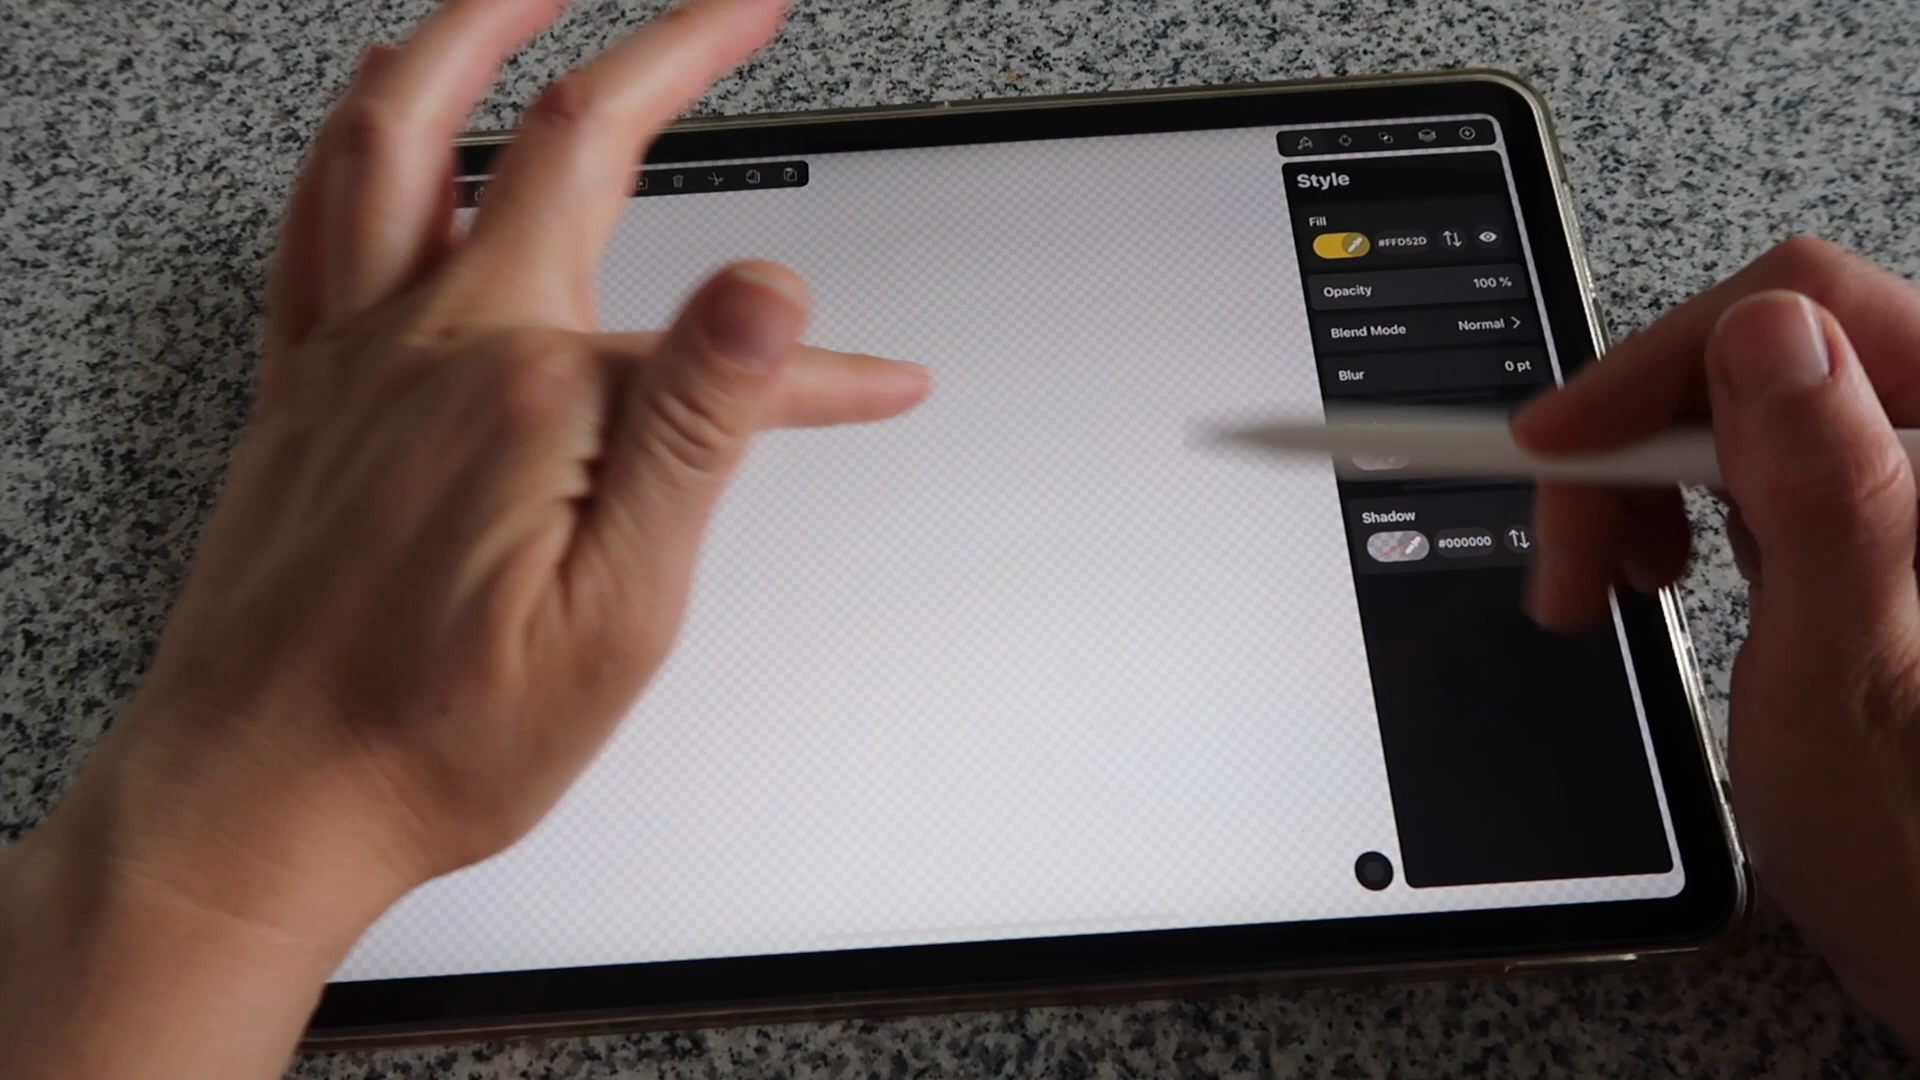 Style
Fill
#FFD52D
Opacity 100 %
Blend Mode Normal
Blur 0 pt
Shadow
#000000